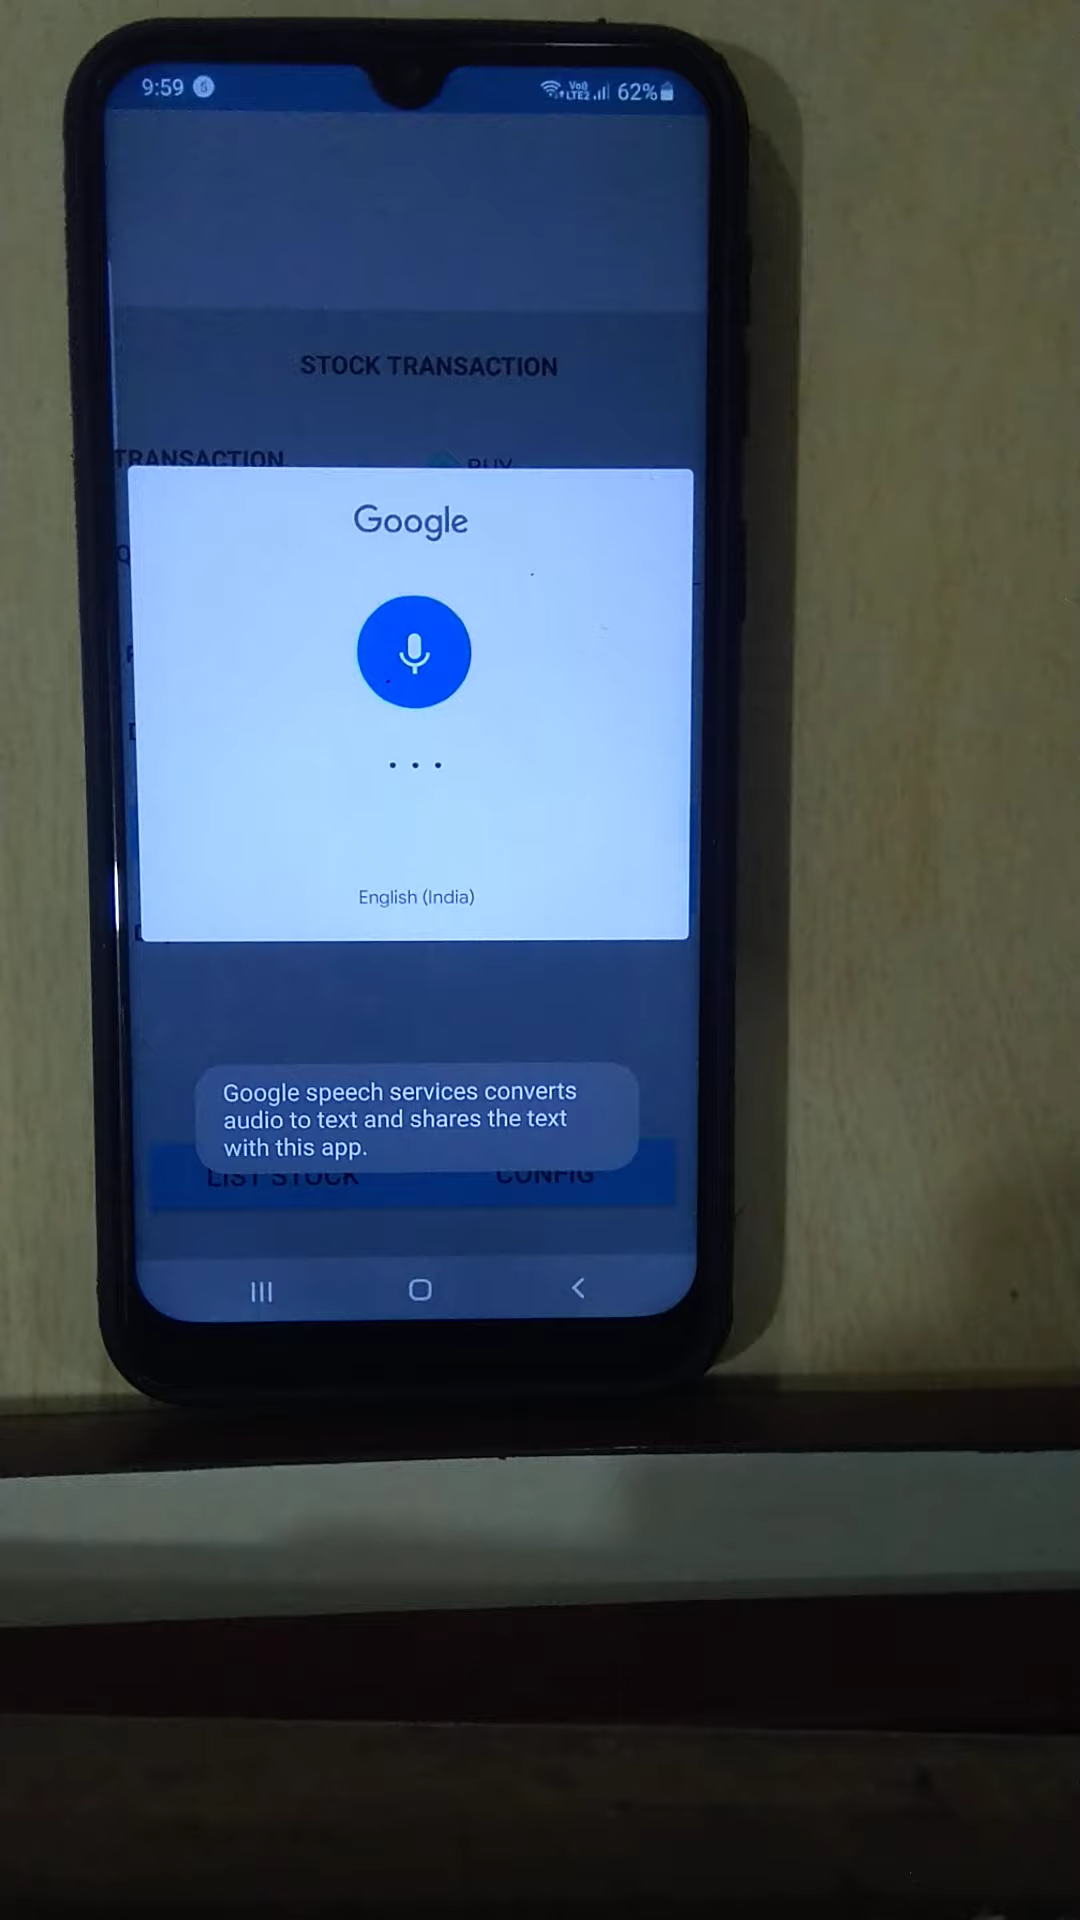 9:59 62%
STOCK TRANSACTION
TRANSACTION BUY
Google
English (India)
Google speech services converts
audio to text and shares the text
with this app.
LIST STOCK CONFIG